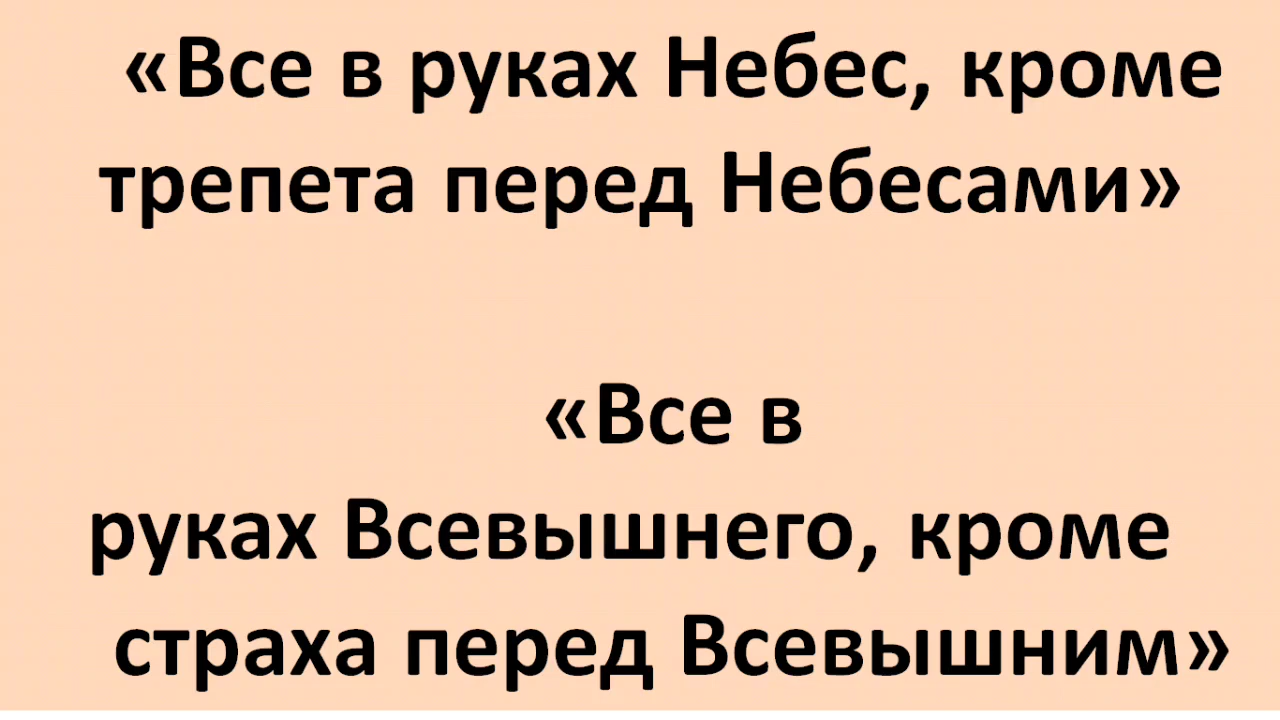 «Все в руках Небес, кроме
трепета перед Небесами»
«Все в
руках Всевышнего, кроме
страха перед Всевышним»